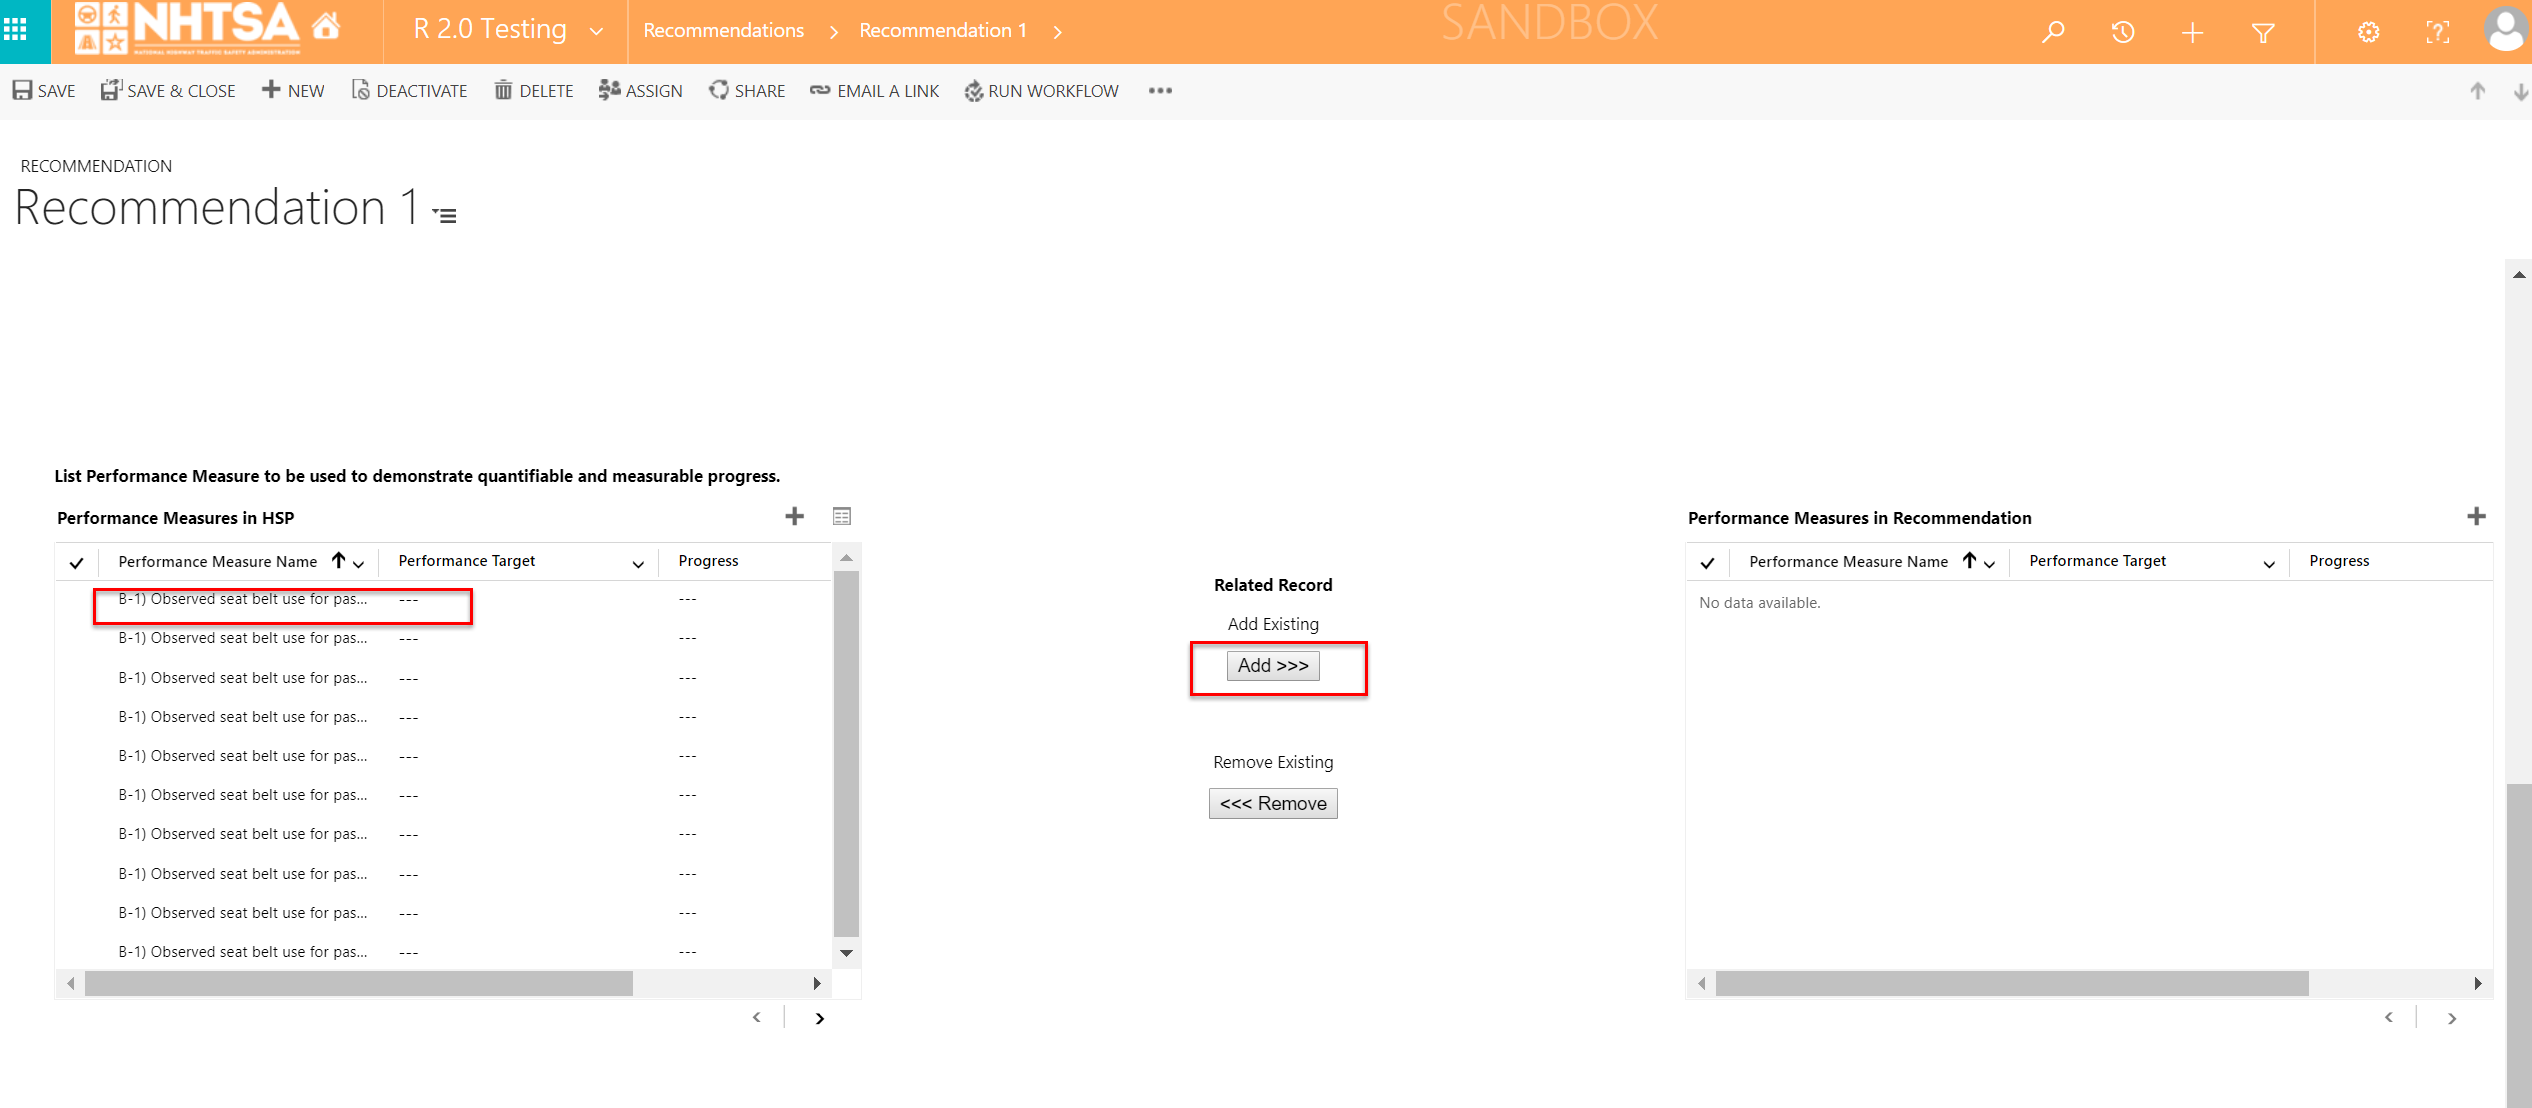 NHTSA
NATIONAL HIGHWAY TRAFFIC SAFETY ADMINISTRATION
R 2.0 Testing
Recommendations
Recommendation 1
SANDBOX
SAVE
SAVE & CLOSE
NEW
DEACTIVATE
DELETE
ASSIGN
SHARE
EMAIL A LINK
RUN WORKFLOW
RECOMMENDATION
Recommendation 1
List Performance Measure to be used to demonstrate quantifiable and measurable progress.
Performance Measures in HSP
Performance Measure Name Performance Target Progress
B-1) Observed seat belt use for pas... --- ---
B-1) Observed seat belt use for pas... --- ---
B-1) Observed seat belt use for pas... --- ---
B-1) Observed seat belt use for pas... --- ---
B-1) Observed seat belt use for pas... --- ---
B-1) Observed seat belt use for pas... --- ---
B-1) Observed seat belt use for pas... --- ---
B-1) Observed seat belt use for pas... --- ---
B-1) Observed seat belt use for pas... --- ---
B-1) Observed seat belt use for pas... --- ---
Related Record
Add Existing
Add >>>
Remove Existing
<<< Remove
Performance Measures in Recommendation
Performance Measure Name Performance Target Progress
No data available.